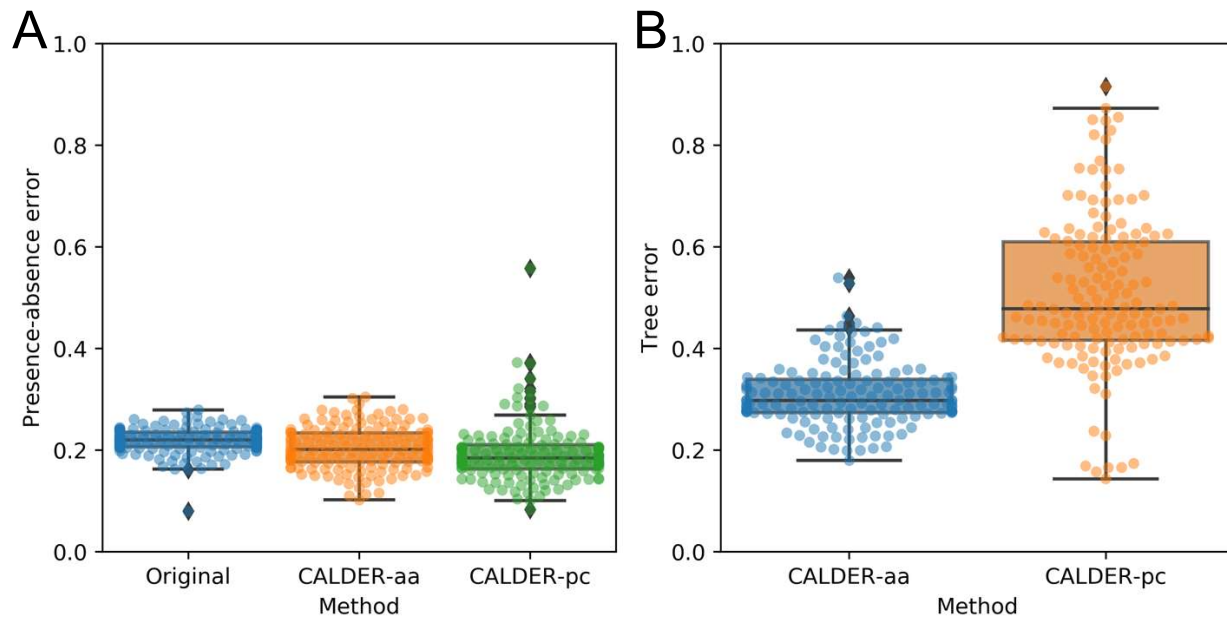 A
1.0
0.8
0.6
0.4
0.2
0.0
Presence-absence error
Original
CALDER-aa
CALDER-pc
Method
B
1.0
0.8
0.6
0.4
0.2
0.0
Tree error
CALDER-aa
CALDER-pc
Method